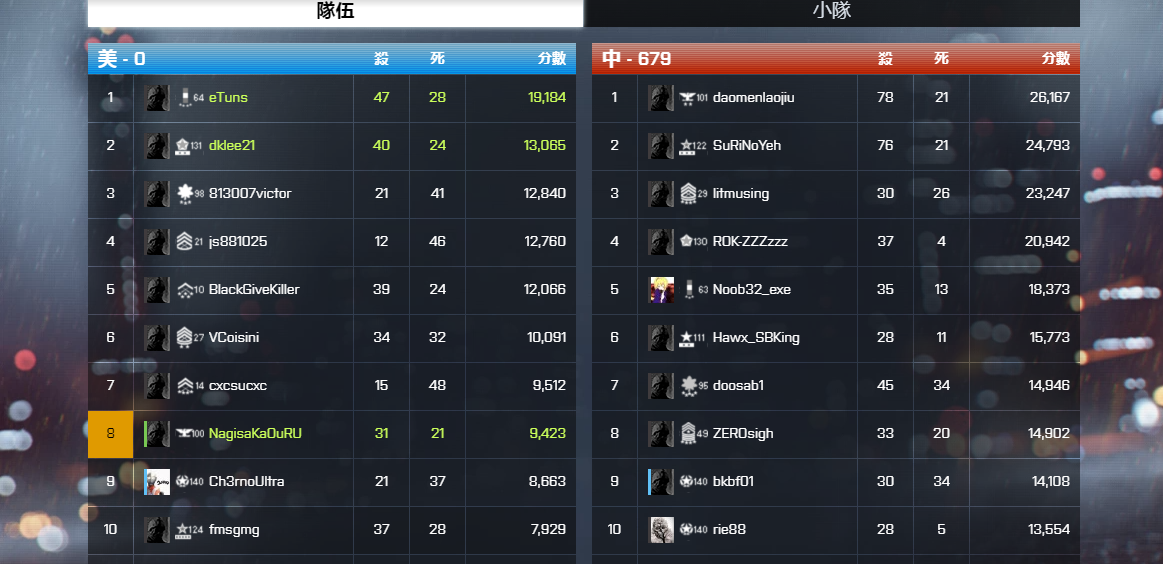 隊伍 小隊
美 - 0 殺 死 分數
1 64 eTuns 47 28 19,184
2 131 dklee21 40 24 13,065
3 98 813007victor 21 41 12,840
4 21 js881025 12 46 12,760
5 10 BlackGiveKiller 39 24 12,066
6 27 VCoisini 34 32 10,091
7 14 cxcsucxc 15 48 9,512
8 100 NagisaKaOuRU 31 21 9,423
9 140 Ch3rnoUltra 21 37 8,663
10 124 fmsgmg 37 28 7,929
中 - 679 殺 死 分數
1 101 daomenlaojiu 78 21 26,167
2 122 SuRiNoYeh 76 21 24,793
3 29 litmusing 30 26 23,247
4 130 ROK-ZZZzzz 37 4 20,942
5 63 Noob32_exe 35 13 18,373
6 111 Hawx_SBKing 28 11 15,773
7 95 doosab1 45 34 14,946
8 49 ZEROsigh 33 20 14,902
9 140 bkbf01 30 34 14,108
10 140 rie88 28 5 13,554